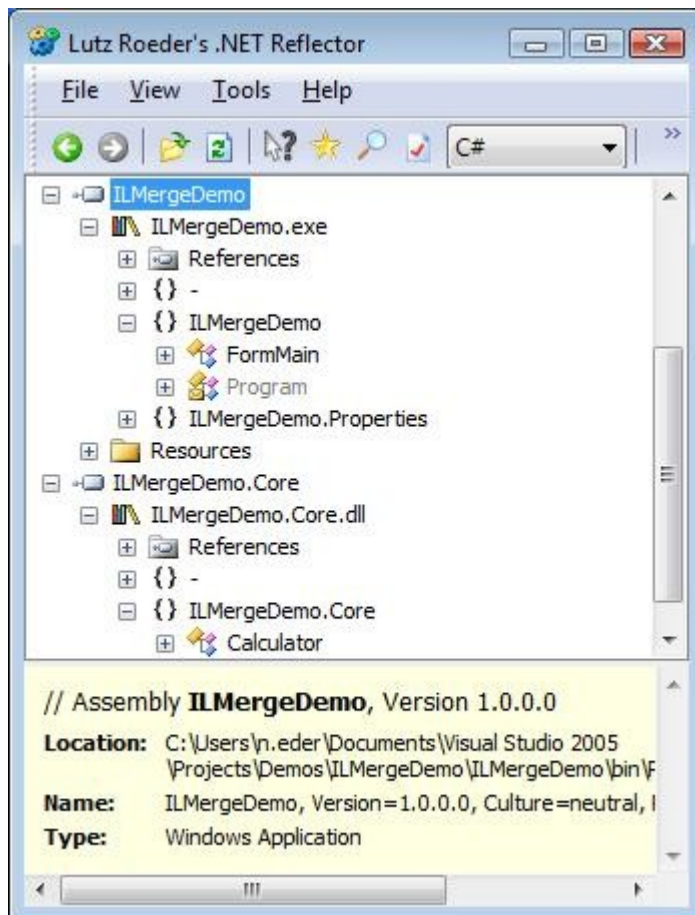 Lutz Roeder's .NET Reflector
File View Tools Help
C#
ILMergeDemo
ILMergeDemo.exe
References
{} -
{} ILMergeDemo
FormMain
Program
{} ILMergeDemo.Properties
Resources
ILMergeDemo.Core
ILMergeDemo.Core.dll
References
{} -
{} ILMergeDemo.Core
Calculator
// Assembly ILMergeDemo, Version 1.0.0.0
Location: C:\Users\n.eder\Documents\Visual Studio 2005
\Projects\Demos\ILMergeDemo\ILMergeDemo\bin\
Name: ILMergeDemo, Version=1.0.0.0, Culture=neutral,
Type: Windows Application